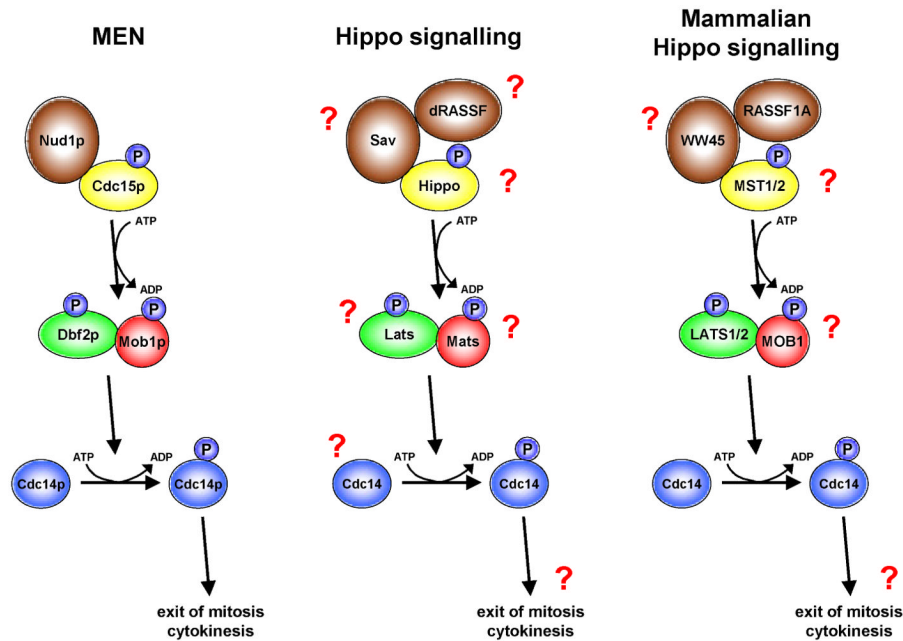 MEN
Nud1p
P
Cdc15p
ATP
ADP
P
P
Dbf2p
Mob1p
ATP
ADP
P
Cdc14p
Cdc14p
exit of mitosis
cytokinesis
Hippo signalling
?
?
dRASSF
Sav
P
Hippo
?
ATP
ADP
?
P
P
Lats
Mats
?
?
ATP
ADP
P
Cdc14
Cdc14
?
exit of mitosis
cytokinesis
Mammalian
Hippo signalling
?
RASSF1A
WW45
P
MST1/2
?
ATP
ADP
P
P
LATS1/2
MOB1
?
ATP
ADP
P
Cdc14
Cdc14
?
exit of mitosis
cytokinesis